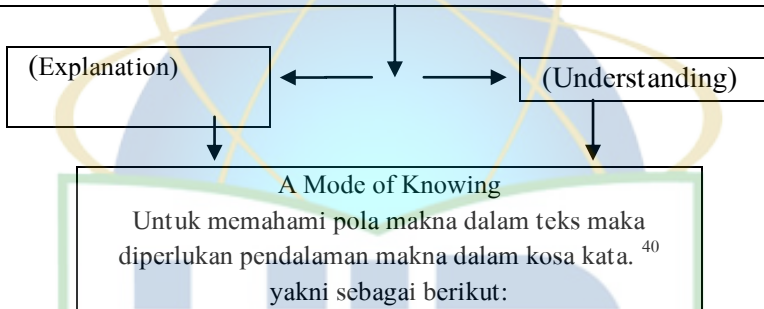 (Explanation)
(Understanding)
A Mode of Knowing
Untuk memahami pola makna dalam teks maka
diperlukan pendalaman makna dalam kosa kata. 40
yakni sebagai berikut: